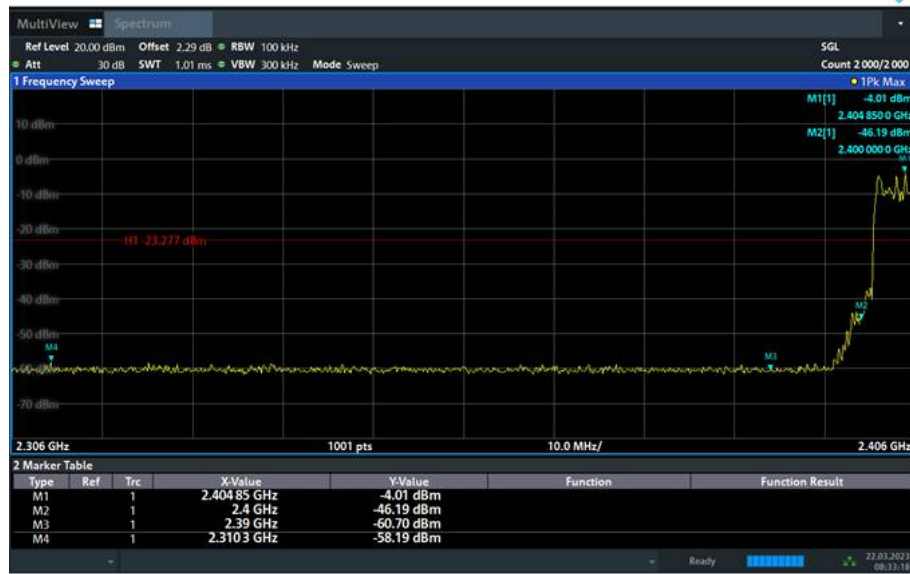 MultiView Spectrum
Ref Level 20.00 dBm Offset 2.29 dB RBW 100 kHz SGL
Att 30 dB SWT 1.01 ms VBW 300 kHz Mode Sweep Count 2 000/2 000
1 Frequency Sweep 1Pk Max
M1[1] -4.01 dBm
2.404 850 0 GHz
10 dBm
M2[1] -46.19 dBm
2.400 000 0 GHz
0 dBm
-10 dBm
-20 dBm
H1 -23.277 dBm
-30 dBm
-40 dBm
M2
-50 dBm
M4
M3
-60 dBm
-70 dBm
2.306 GHz 1001 pts 10.0 MHz/ 2.406 GHz
2 Marker Table
Type Ref Trc X-Value Y-Value Function Function Result
M1 1 2.404 85 GHz -4.01 dBm
M2 1 2.4 GHz -46.19 dBm
M3 1 2.39 GHz -60.70 dBm
M4 1 2.310 3 GHz -58.19 dBm
Ready 22.03.2023
08:33:18